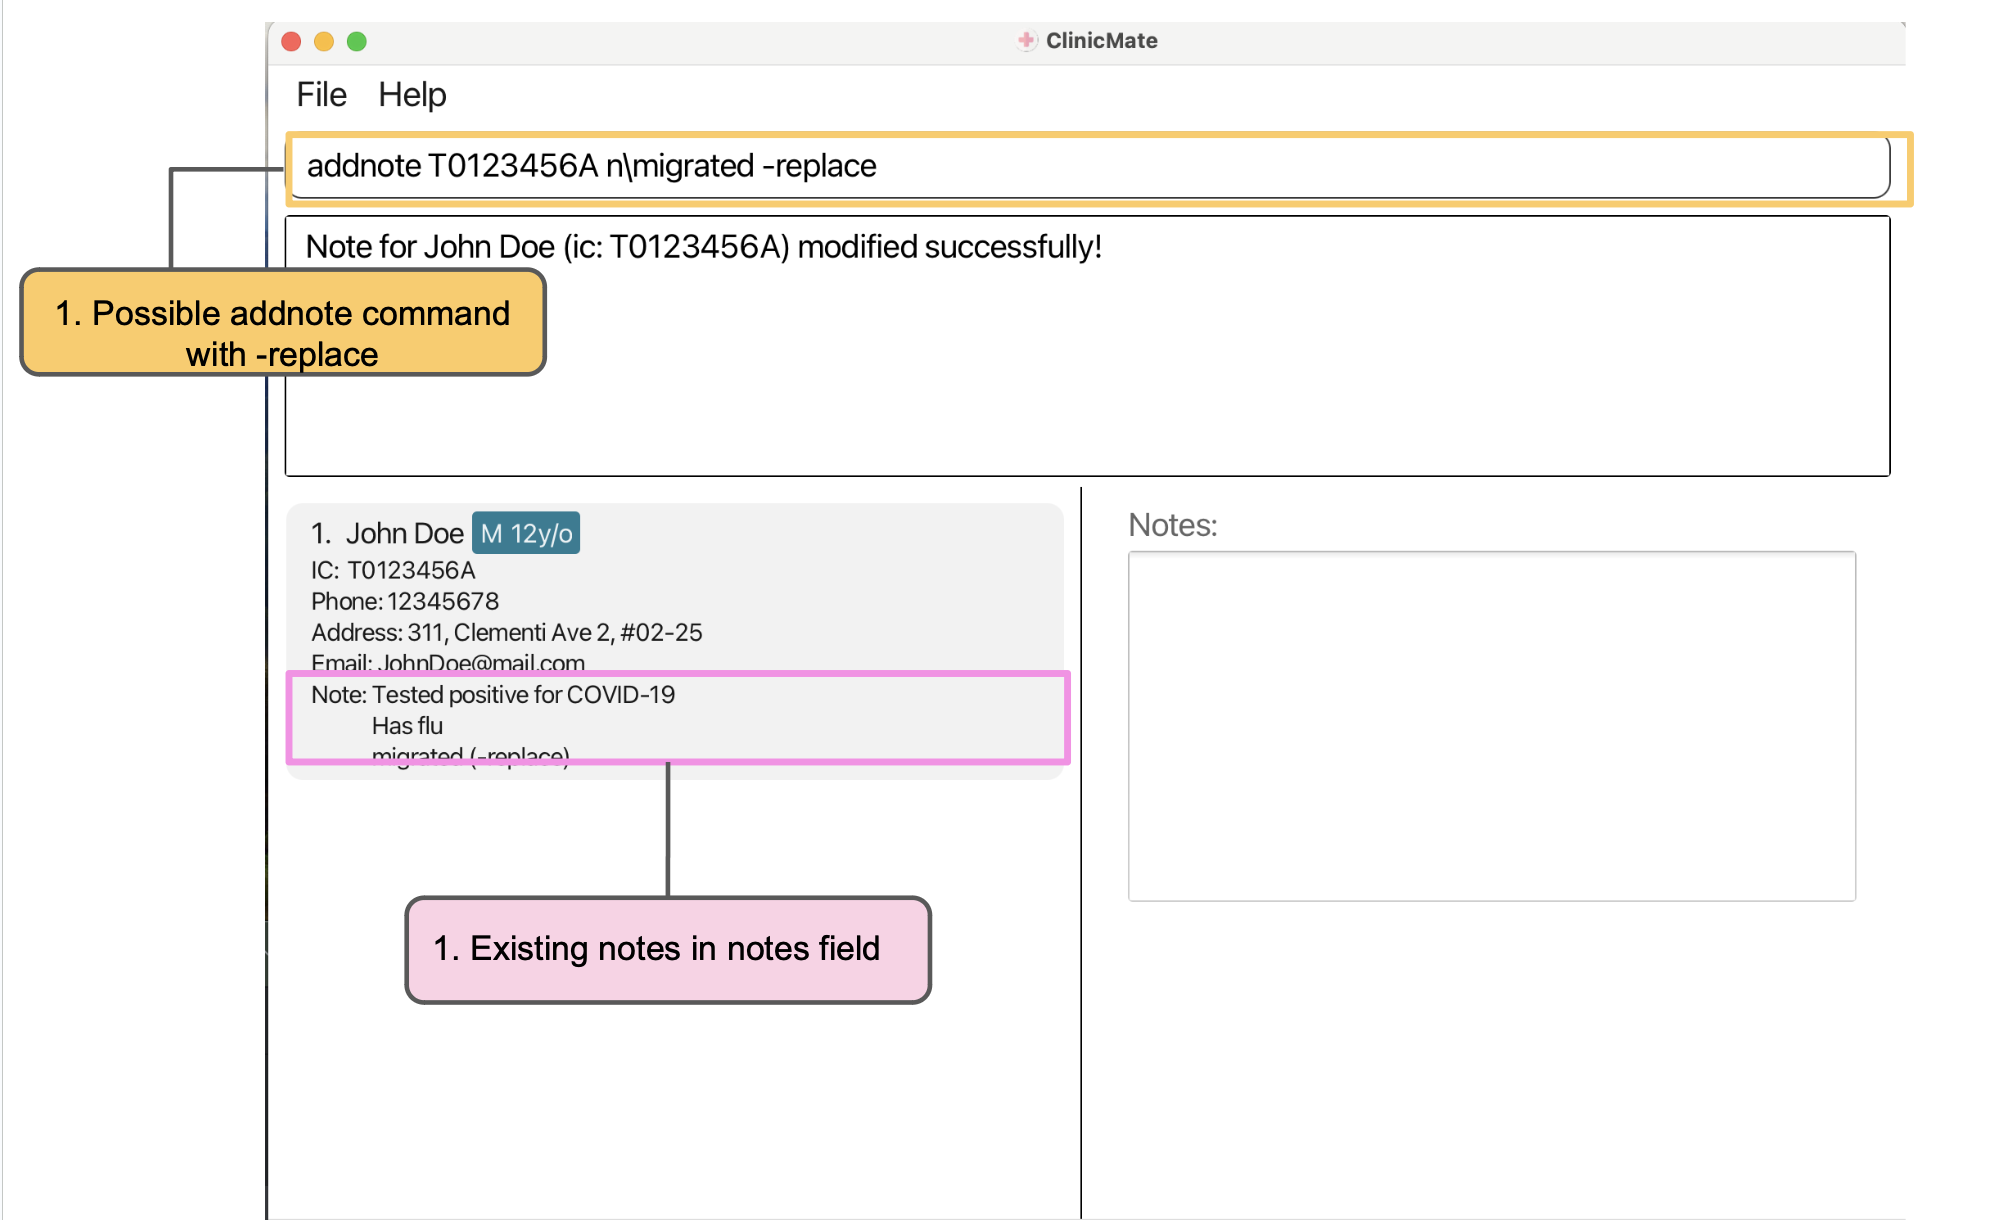 ClinicMate
File Help
addnote T0123456A n\migrated -replace
Note for John Doe (ic: T0123456A) modified successfully!
1. Possible addnote command
with -replace
1. John Doe M 12y/o
IC: T0123456A
Phone: 12345678
Address: 311, Clementi Ave 2, #02-25
Email: JohnDoe@mail.com
Note: Tested positive for COVID-19
Has flu
migrated (-replace)
1. Existing notes in notes field
Notes: